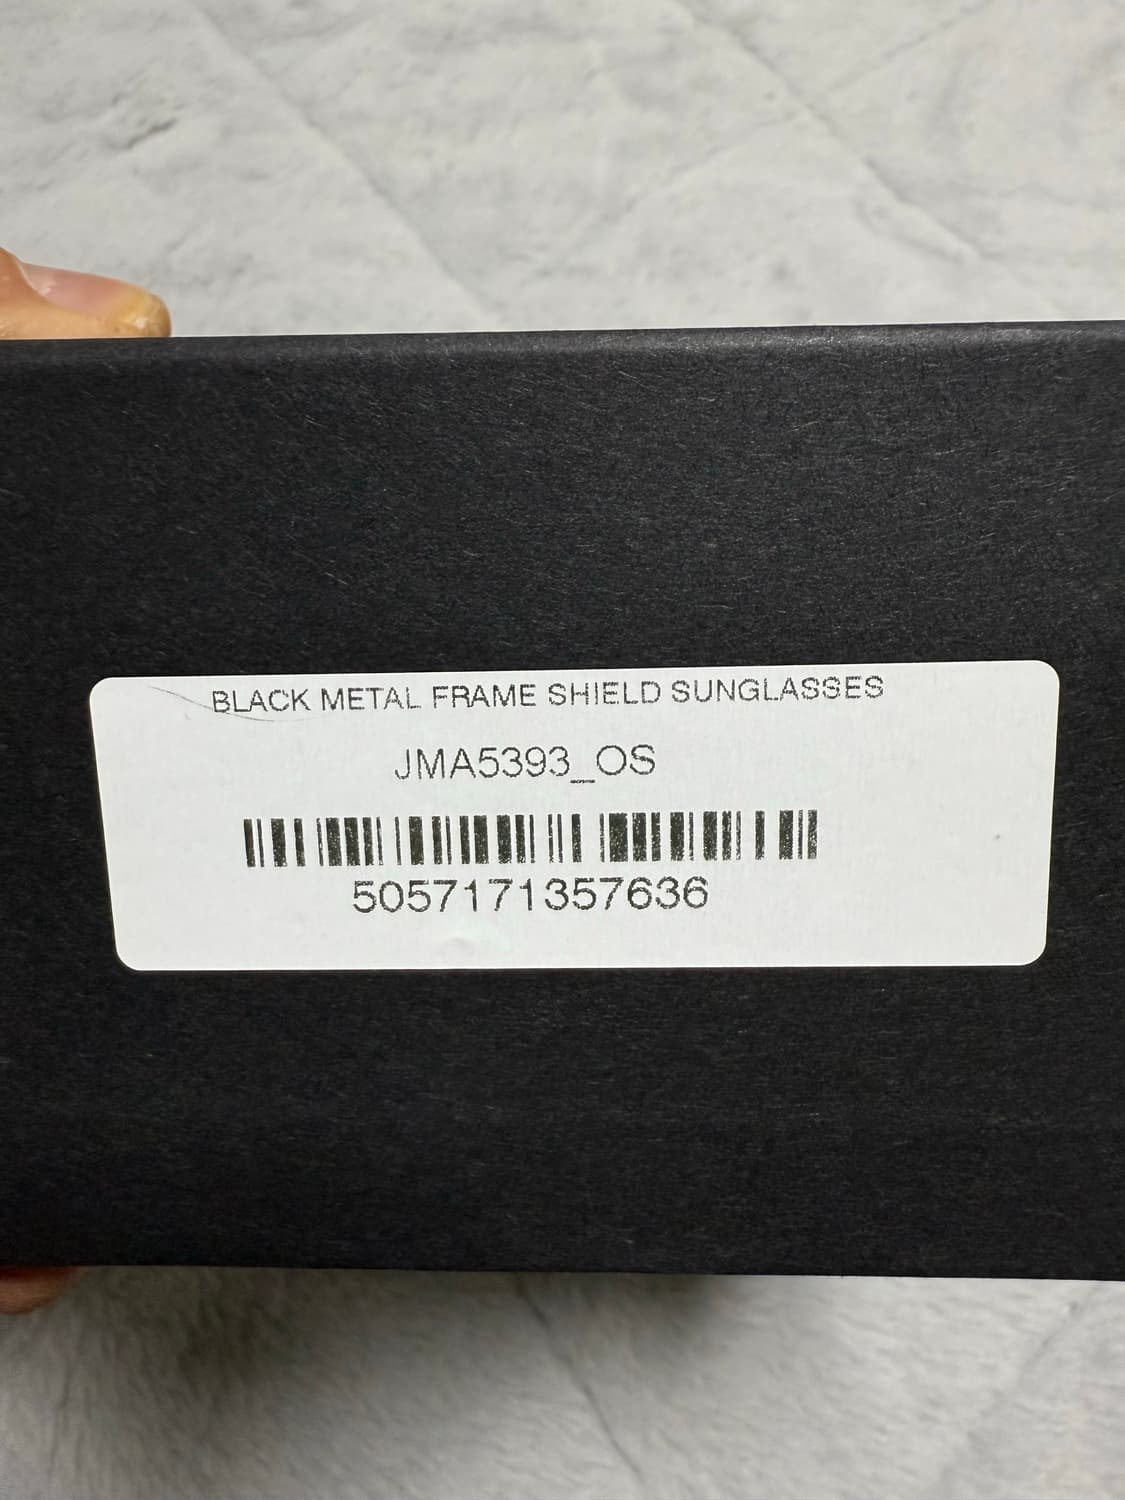 BLACK METAL FRAME SHIELD SUNGLASSES
JMA5393_OS
5057171357636